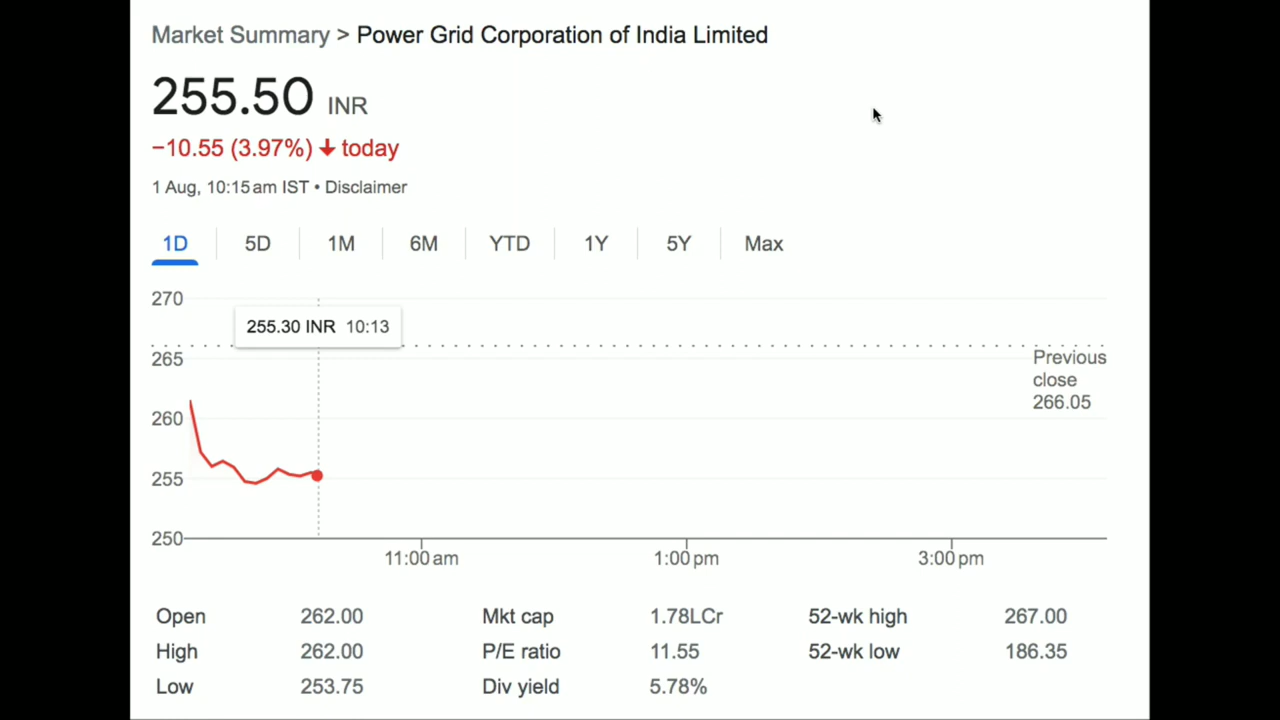 Market Summary > Power Grid Corporation of India Limited
255.50 INR
−10.55 (3.97%) ↓ today
1 Aug, 10:15 am IST • Disclaimer
1D 5D 1M 6M YTD 1Y 5Y Max
270
255.30 INR 10:13
265
Previous
close
266.05
260
255
250
11:00 am 1:00 pm 3:00 pm
Open 262.00 Mkt cap 1.78LCr 52-wk high 267.00
High 262.00 P/E ratio 11.55 52-wk low 186.35
Low 253.75 Div yield 5.78%